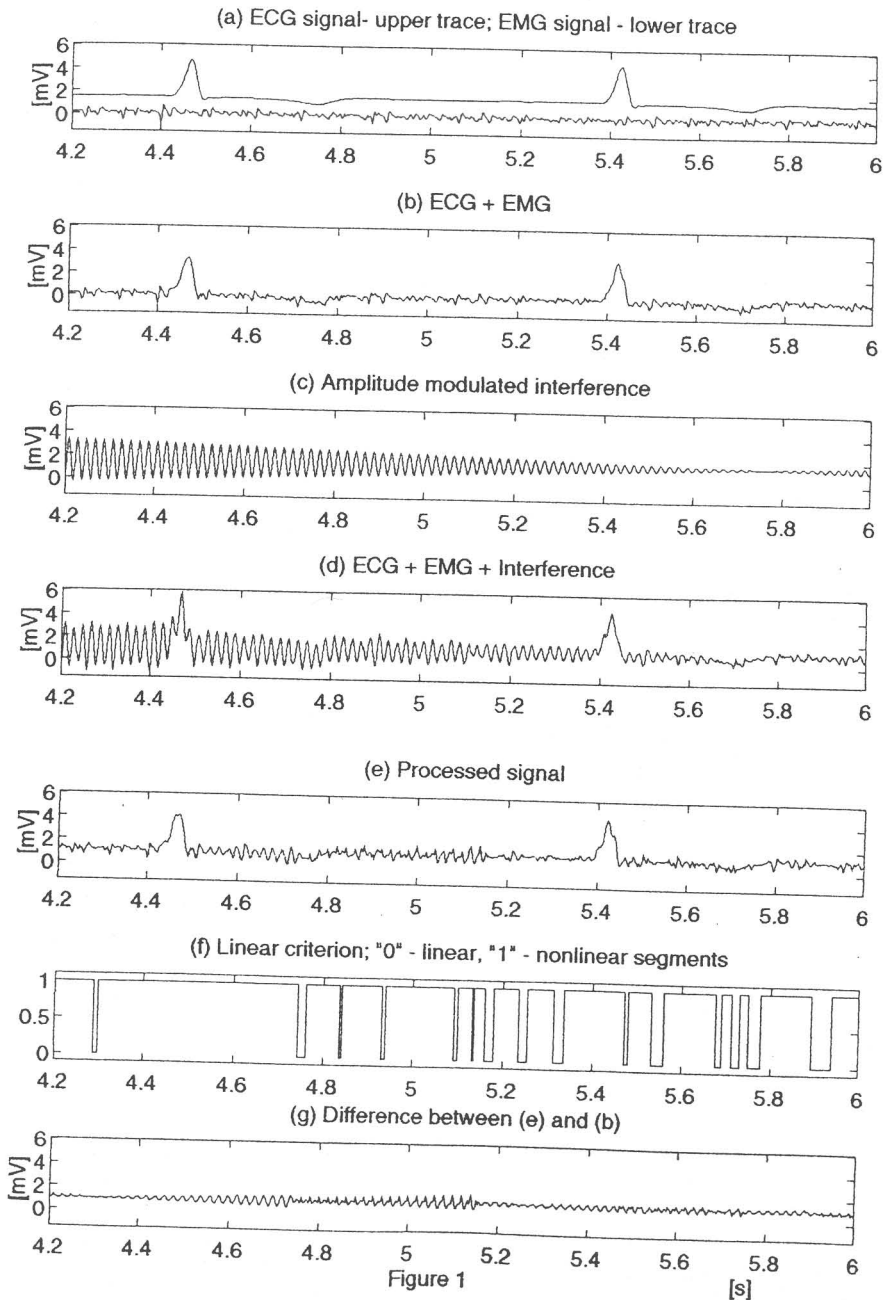 (a) ECG signal- upper trace; EMG signal - lower trace
6
4
2
0
[mV]
4.2 4.4 4.6 4.8 5 5.2 5.4 5.6 5.8 6
(b) ECG + EMG
6
4
2
0
[mV]
4.2 4.4 4.6 4.8 5 5.2 5.4 5.6 5.8 6
(c) Amplitude modulated interference
6
4
2
0
[mV]
4.2 4.4 4.6 4.8 5 5.2 5.4 5.6 5.8 6
(d) ECG + EMG + Interference
6
4
2
0
[mV]
4.2 4.4 4.6 4.8 5 5.2 5.4 5.6 5.8 6
(e) Processed signal
6
4
2
0
[mV]
4.2 4.4 4.6 4.8 5 5.2 5.4 5.6 5.8 6
(f) Linear criterion; "0" - linear, "1" - nonlinear segments
1
0.5
0
4.2 4.4 4.6 4.8 5 5.2 5.4 5.6 5.8 6
(g) Difference between (e) and (b)
6
4
2
0
[mV]
4.2 4.4 4.6 4.8 5 5.2 5.4 5.6 5.8 6
Figure 1 [s]